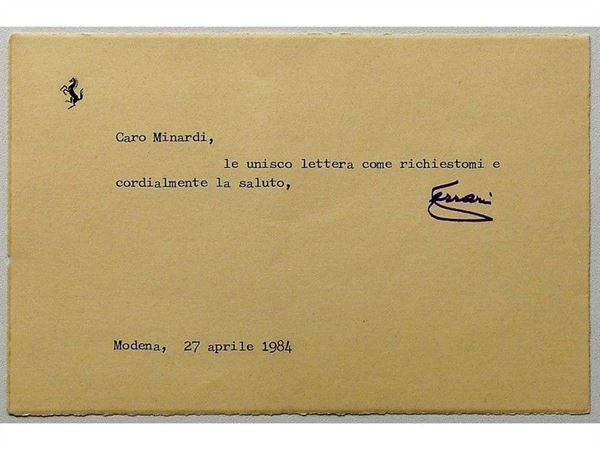 Caro Minardi,
le unisco lettera come richiestomi e
cordialmente la saluto,
Ferrari
Modena, 27 aprile 1984